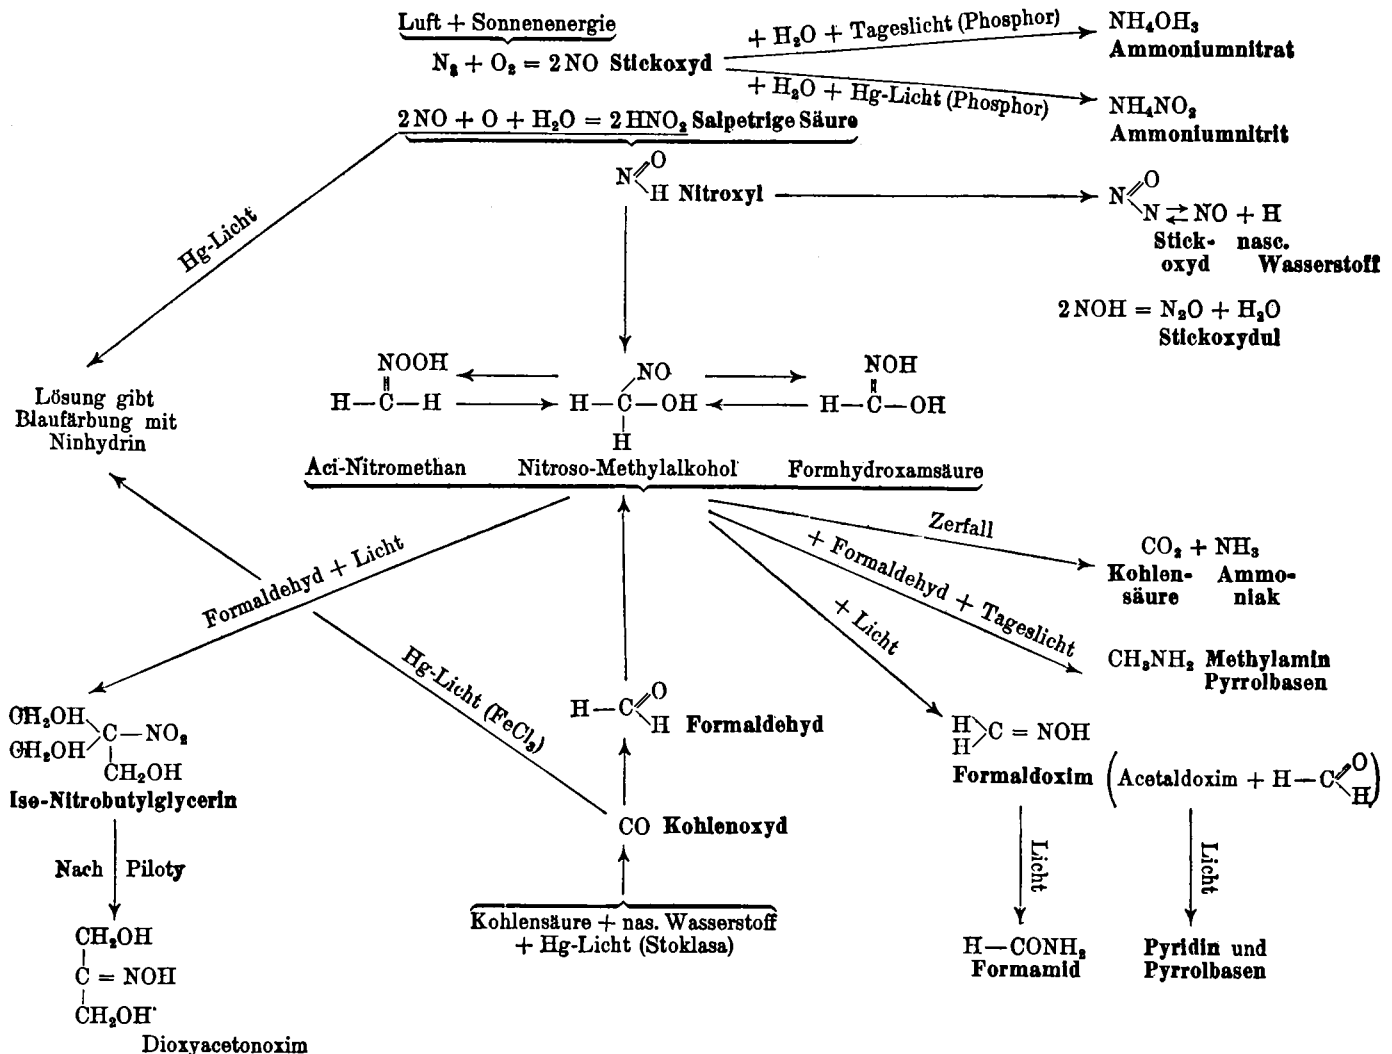 Luft + Sonnenenergie
N₂ + O₂ = 2 NO Stickoxyd
+ H₂O + Tageslicht (Phosphor)
NH₄OH₃
Ammoniumnitrat
+ H₂O + Hg-Licht (Phosphor)
NH₄NO₂
Ammoniumnitrit
2 NO + O + H₂O = 2 HNO₂ Salpetrige Säure
O
N
H Nitroxyl
O
N
N ⇄ NO + H
Stick- nasc.
oxyd Wasserstoff
2 NOH = N₂O + H₂O
Stickoxydul
Hg-Licht
Lösung gibt
Blaufärbung mit
Ninhydrin
NOOH
H—C—H
NO
H—C—OH
H
NOH
H—C—OH
Aci-Nitromethan Nitroso-Methylalkohol Formhydroxamsäure
Formaldehyd + Licht
Zerfall
CO₂ + NH₃
Kohlen- Ammo-
säure niak
+ Formaldehyd + Tageslicht
CH₃NH₂ Methylamin
Pyrrolbasen
+ Licht
Hg-Licht (FeCl₃)
CH₂OH
CH₂OH
C—NO₂
CH₂OH
Iso-Nitrobutylglycerin
Nach Piloty
CH₂OH
C = NOH
CH₂OH
Dioxyacetonoxim
O
H—C
H Formaldehyd
CO Kohlenoxyd
Kohlensäure + nas. Wasserstoff
+ Hg-Licht (Stoklasa)
H
H
C = NOH
Formaldoxim (Acetaldoxim + H—C
O
H)
Licht
Licht
H—CONH₂
Formamid
Pyridin und
Pyrrolbasen